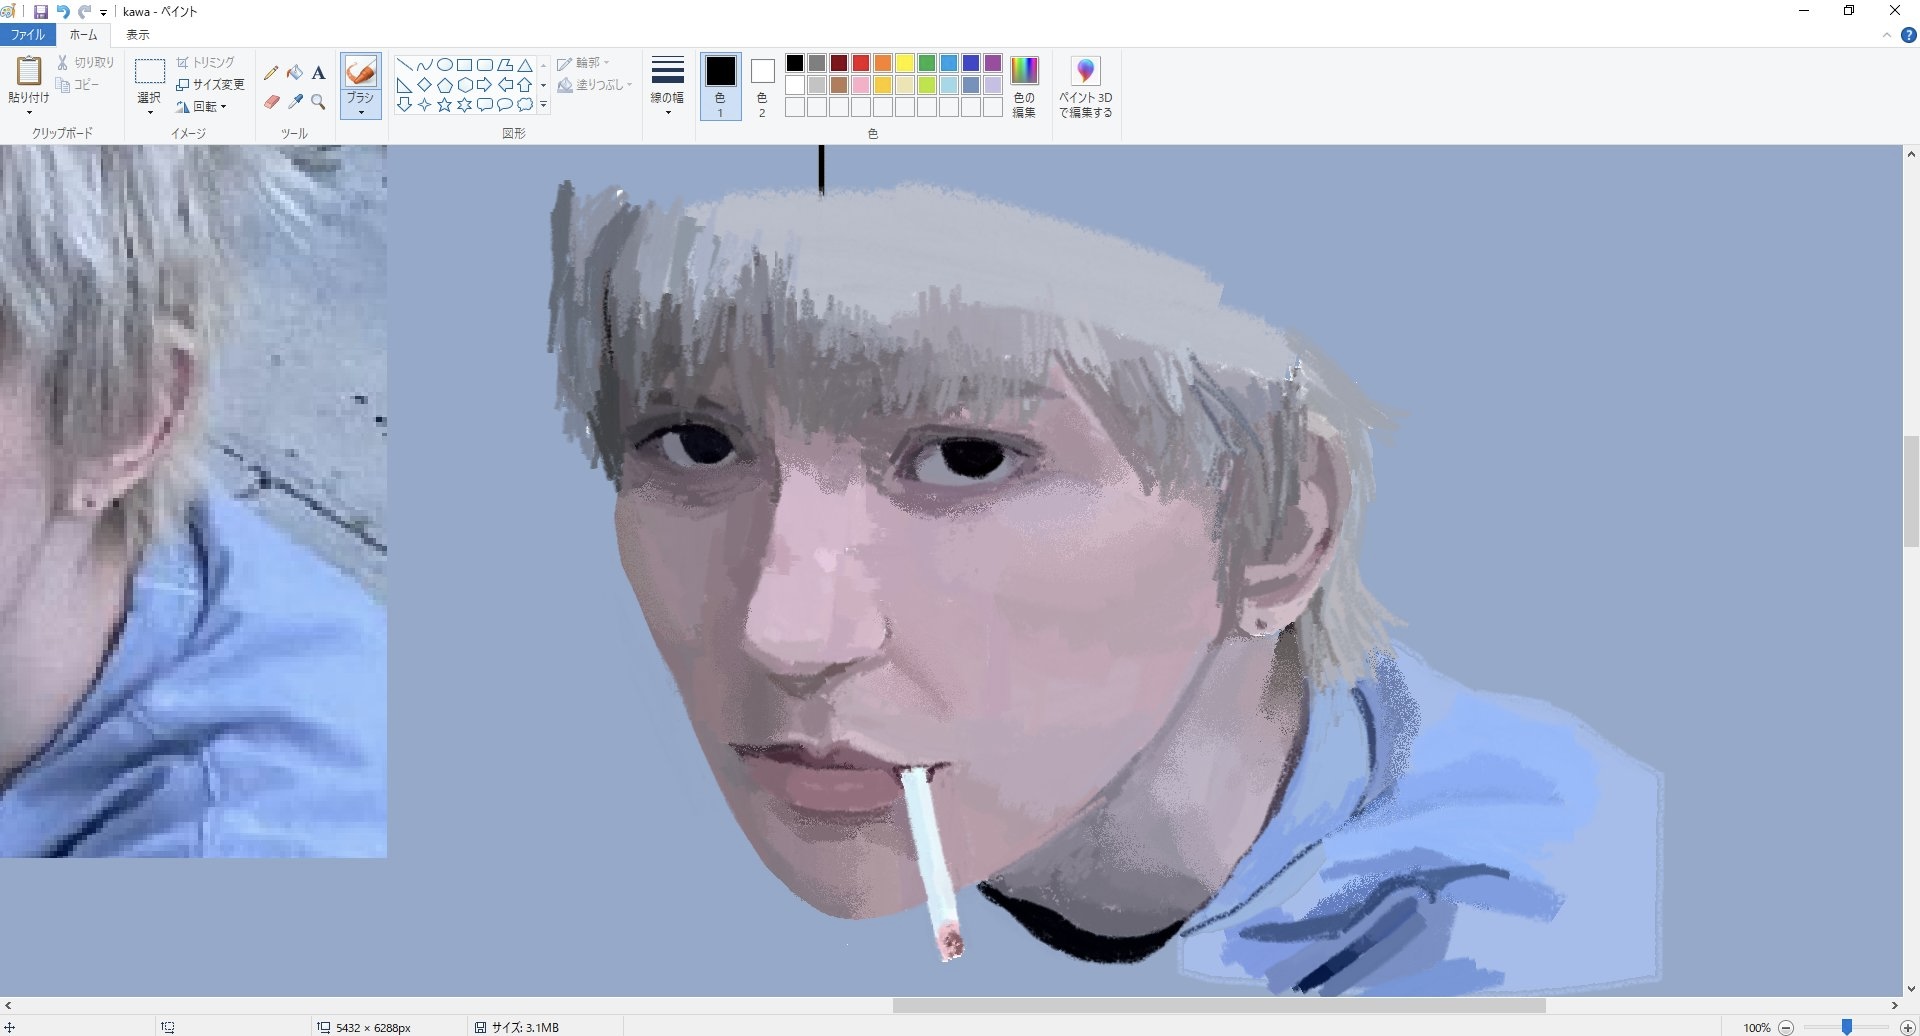 kawa - ペイント
ファイル ホーム 表示
貼り付け
切り取り
コピー
クリップボード
選択
トリミング
サイズ変更
回転
イメージ
A
ツール
ブラシ
輪郭
塗りつぶし
図形
線の幅
色
1
色
2
色の
編集
色
ペイント 3D
で編集する
?
5432 × 6288px
サイズ: 3.1MB
100%